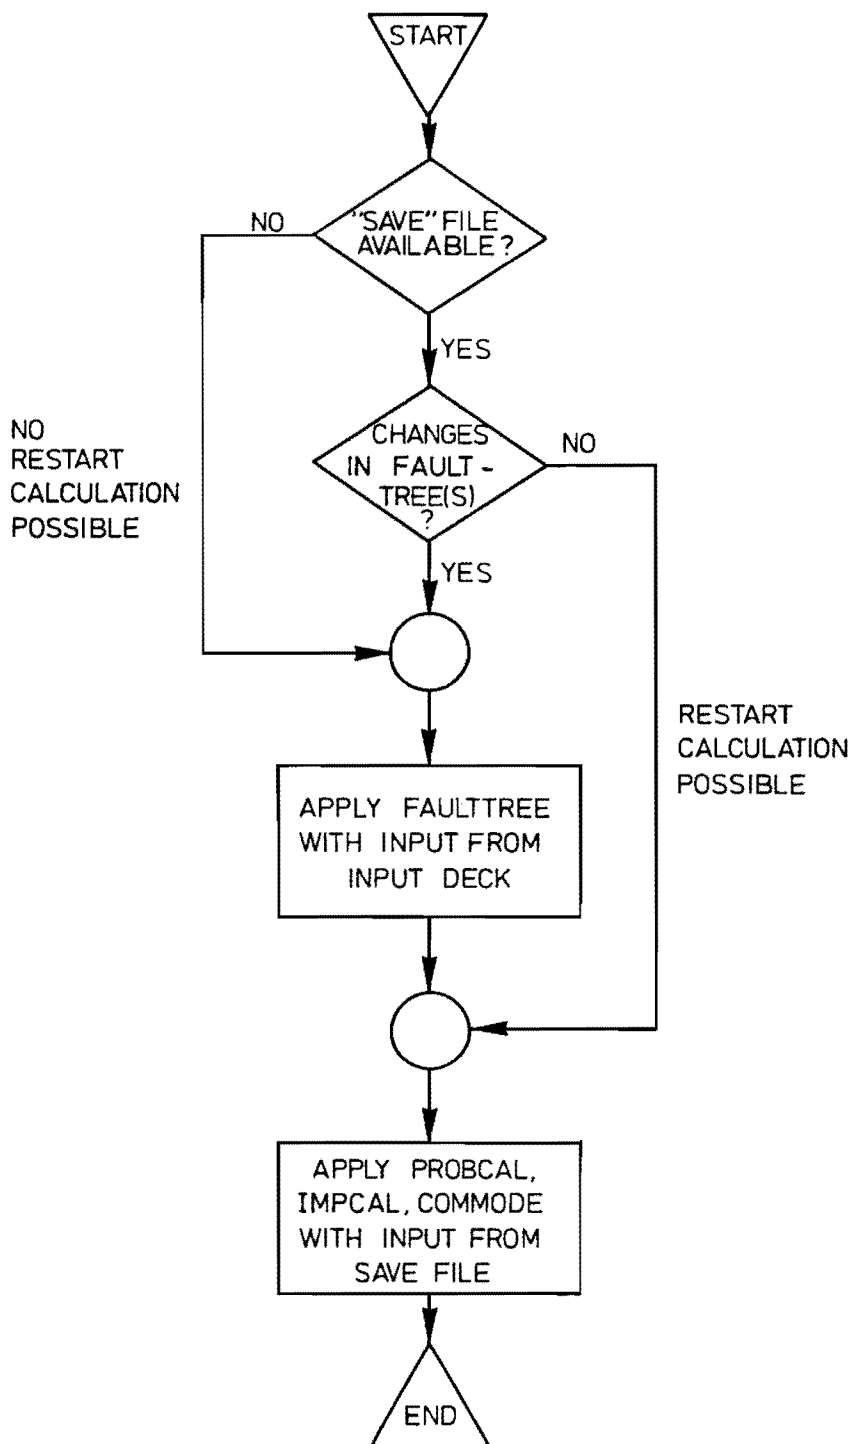 START
"SAVE" FILE
AVAILABLE?
NO
YES
CHANGES
IN FAULT -
TREE(S)
?
NO
NO
RESTART
CALCULATION
POSSIBLE
YES
RESTART
CALCULATION
POSSIBLE
APPLY FAULTTREE
WITH INPUT FROM
INPUT DECK
APPLY PROBCAL,
IMPCAL, COMMODE
WITH INPUT FROM
SAVE FILE
END